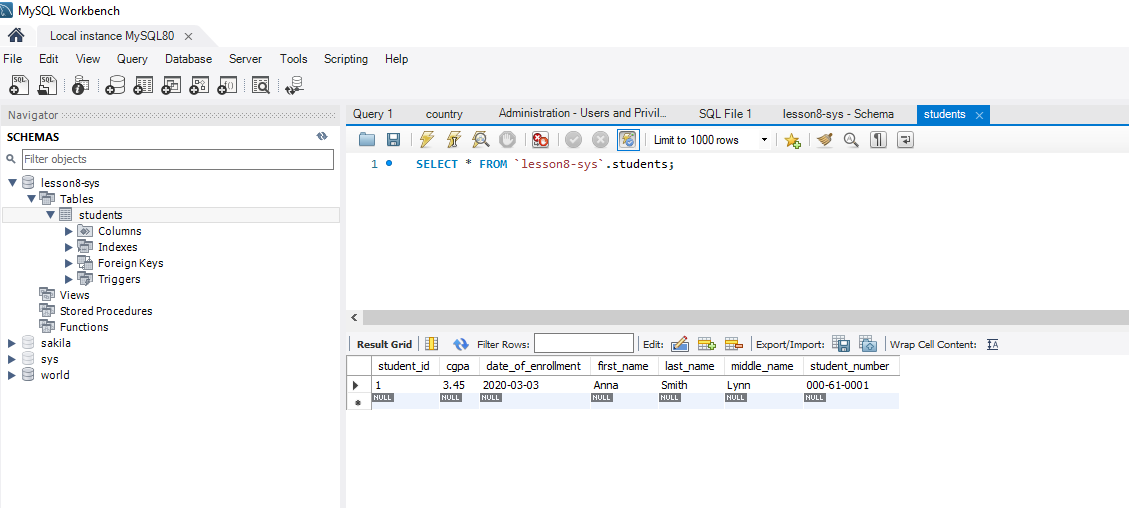 MySQL Workbench
Local instance MySQL80
File Edit View Query Database Server Tools Scripting Help
Navigator
SCHEMAS
Filter objects
lesson8-sys
Tables
students
Columns
Indexes
Foreign Keys
Triggers
Views
Stored Procedures
Functions
sakila
sys
world
Query 1 country Administration - Users and Privil... SQL File 1 lesson8-sys - Schema students
Limit to 1000 rows
1 SELECT * FROM `lesson8-sys`.students;
Result Grid Filter Rows: Edit: Export/Import: Wrap Cell Content:
student_id cgpa date_of_enrollment first_name last_name middle_name student_number
1 3.45 2020-03-03 Anna Smith Lynn 000-61-0001
NULL NULL NULL NULL NULL NULL NULL